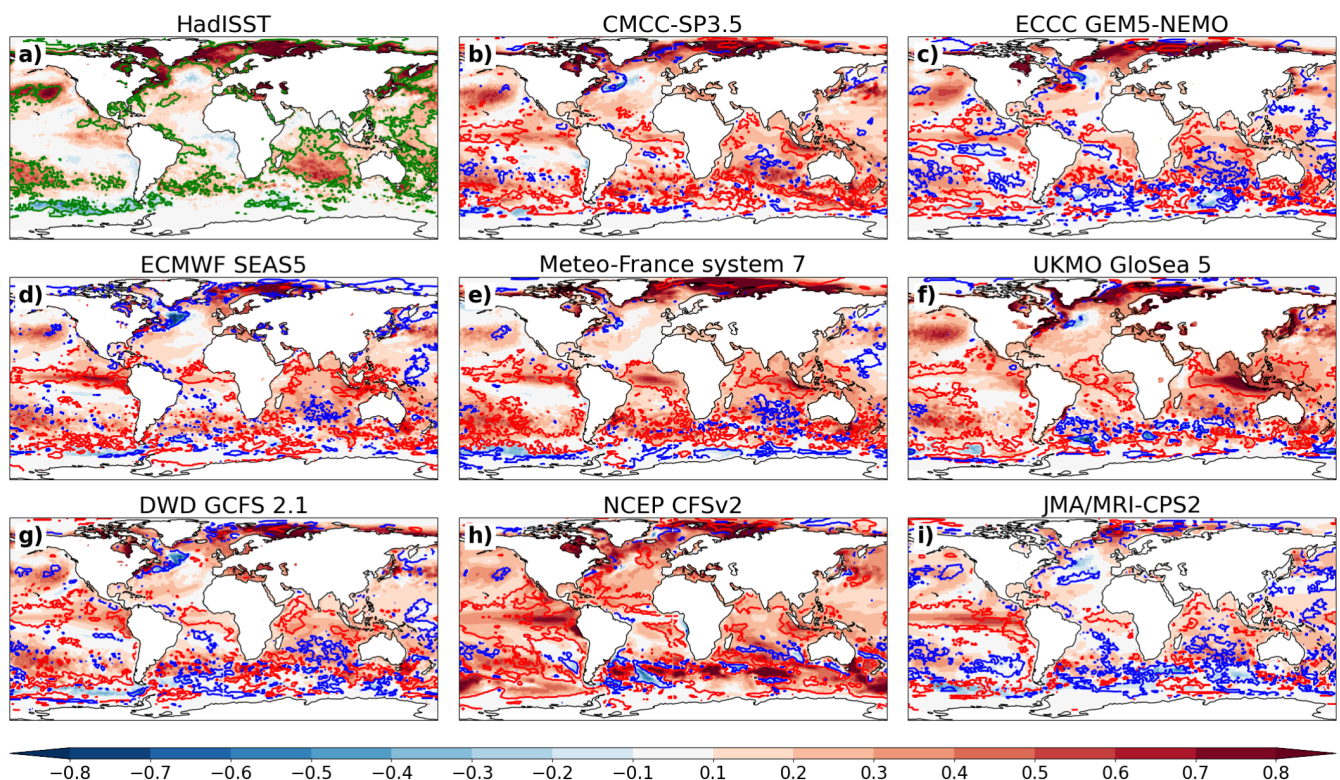 HadISST
CMCC-SP3.5
ECCC GEM5-NEMO
a)
b)
c)
ECMWF SEAS5
Meteo-France system 7
UKMO GloSea 5
d)
e)
f)
DWD GCFS 2.1
NCEP CFSv2
JMA/MRI-CPS2
g)
h)
i)
−0.8 −0.7 −0.6 −0.5 −0.4 −0.3 −0.2 −0.1 0.1 0.2 0.3 0.4 0.5 0.6 0.7 0.8